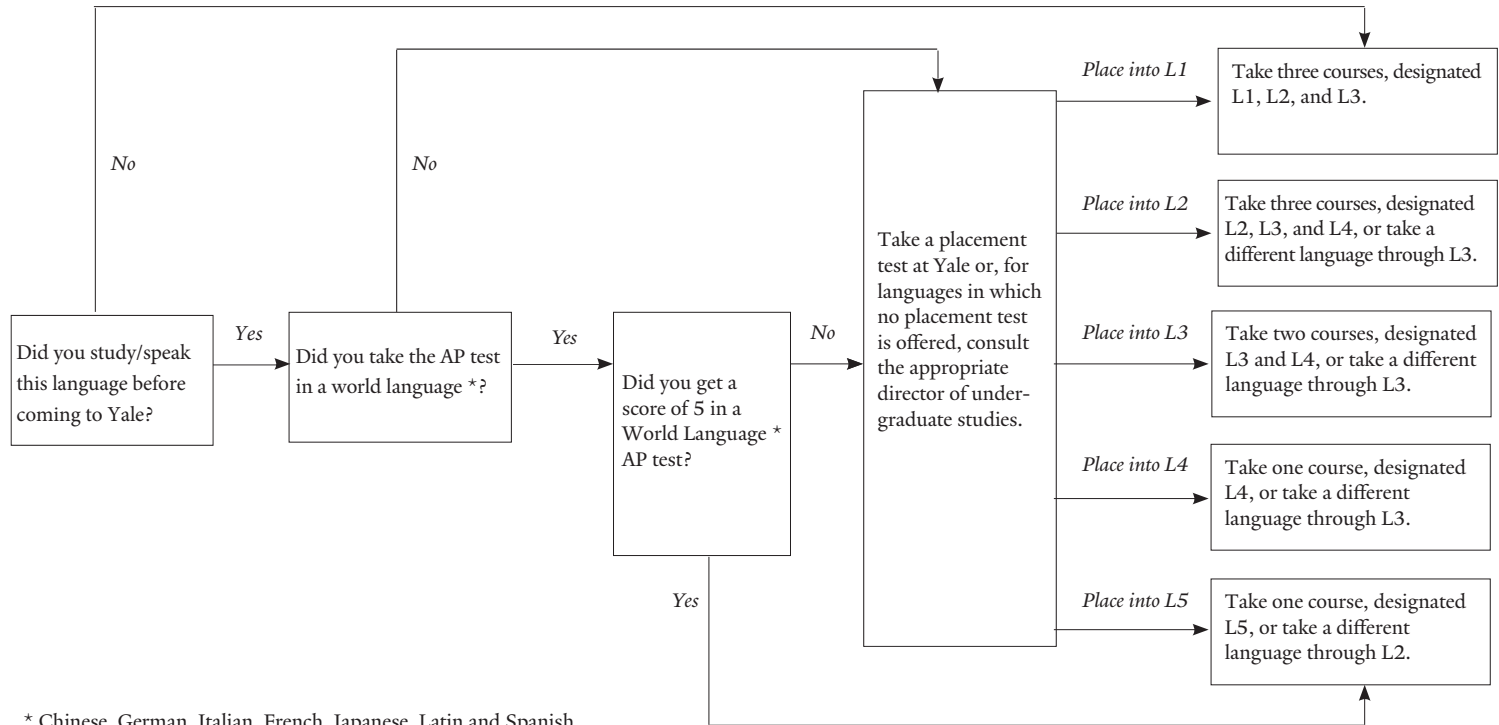 No
No
Place into L1
Take three courses, designated
L1, L2, and L3.
Place into L2
Take three courses, designated
L2, L3, and L4, or take a
different language through L3.
Did you study/speak
this language before
coming to Yale?
Yes
Did you take the AP test
in a world language *?
Yes
Did you get a
score of 5 in a
World Language *
AP test?
No
Take a placement
test at Yale or, for
languages in which
no placement test
is offered, consult
the appropriate
director of under-
graduate studies.
Place into L3
Take two courses, designated
L3 and L4, or take a different
language through L3.
Place into L4
Take one course, designated
L4, or take a different
language through L3.
Yes
Place into L5
Take one course, designated
L5, or take a different
language through L2.
* Chinese, German, Italian, French, Japanese, Latin and Spanish